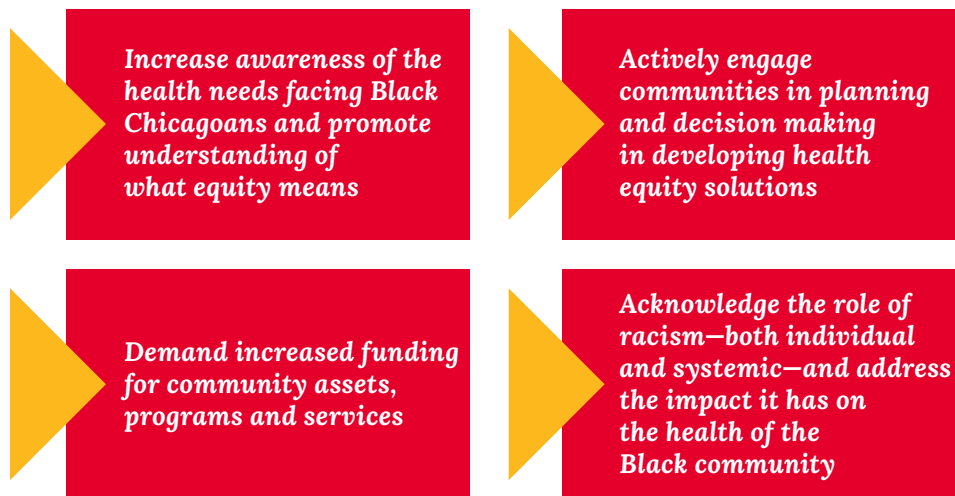 Increase awareness of the
health needs facing Black
Chicagoans and promote
understanding of
what equity means
Actively engage
communities in planning
and decision making
in developing health
equity solutions
Demand increased funding
for community assets,
programs and services
Acknowledge the role of
racism—both individual
and systemic—and address
the impact it has on
the health of the
Black community